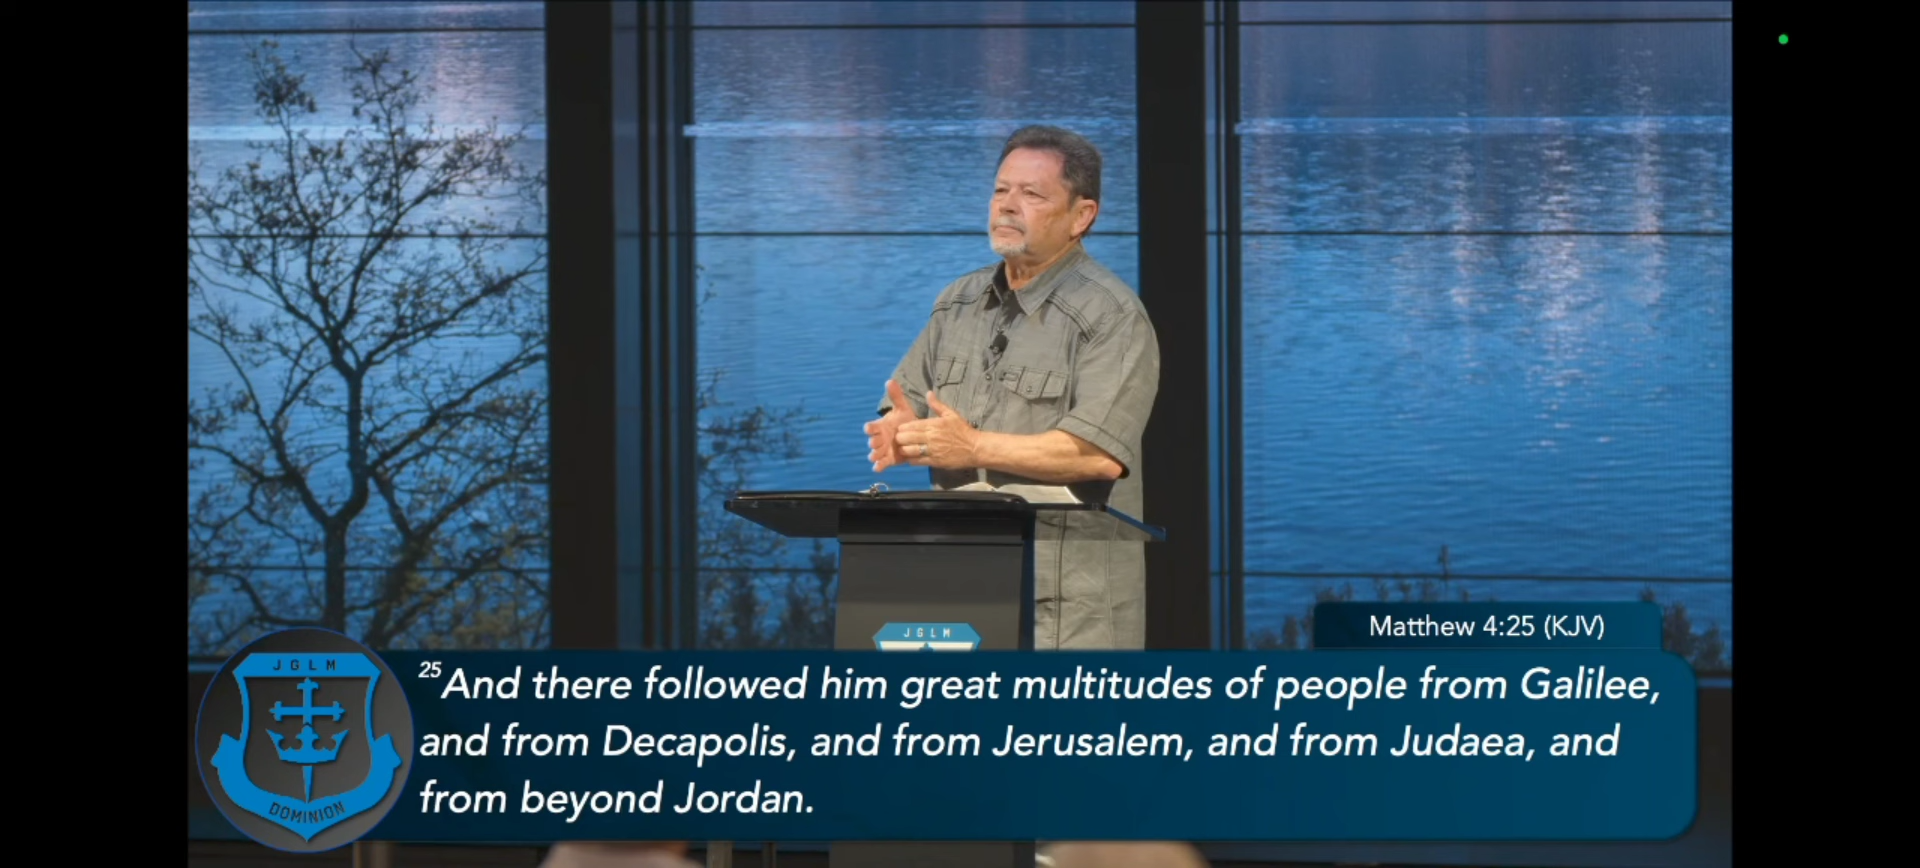 JGLM
Matthew 4:25 (KJV)
JGLM
25And there followed him great multitudes of people from Galilee,
and from Decapolis, and from Jerusalem, and from Judaea, and
from beyond Jordan.
DOMINION